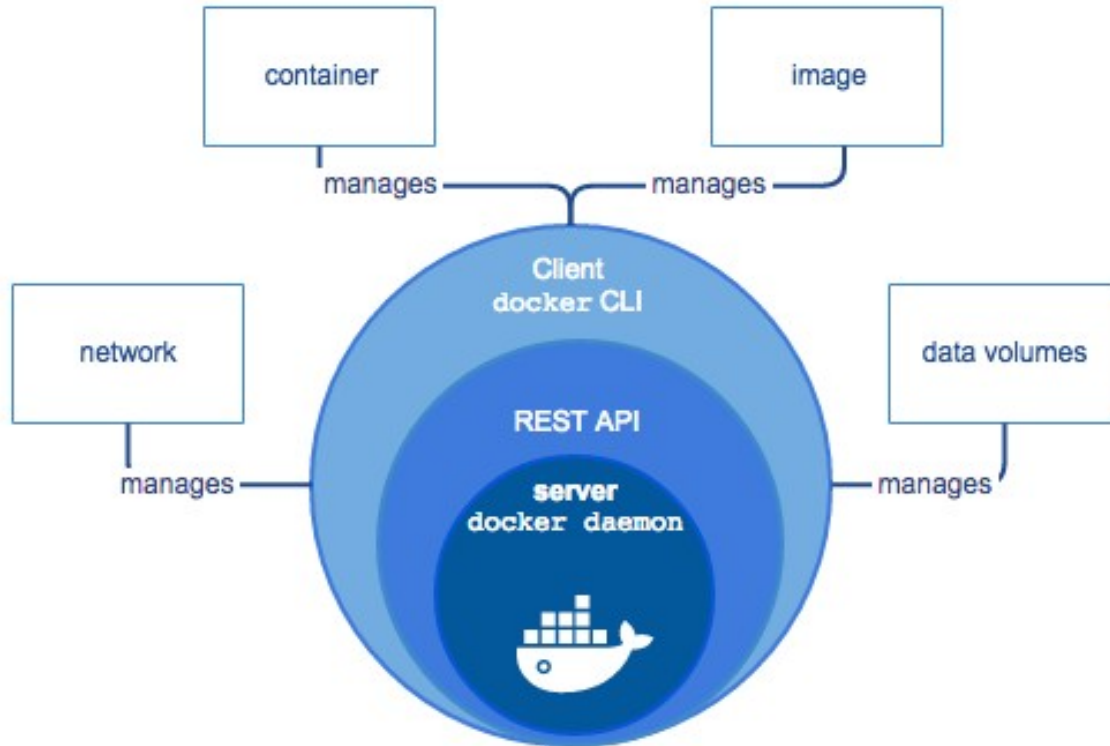 container
image
manages
manages
Client
docker CLI
network
data volumes
REST API
manages
manages
server
docker daemon